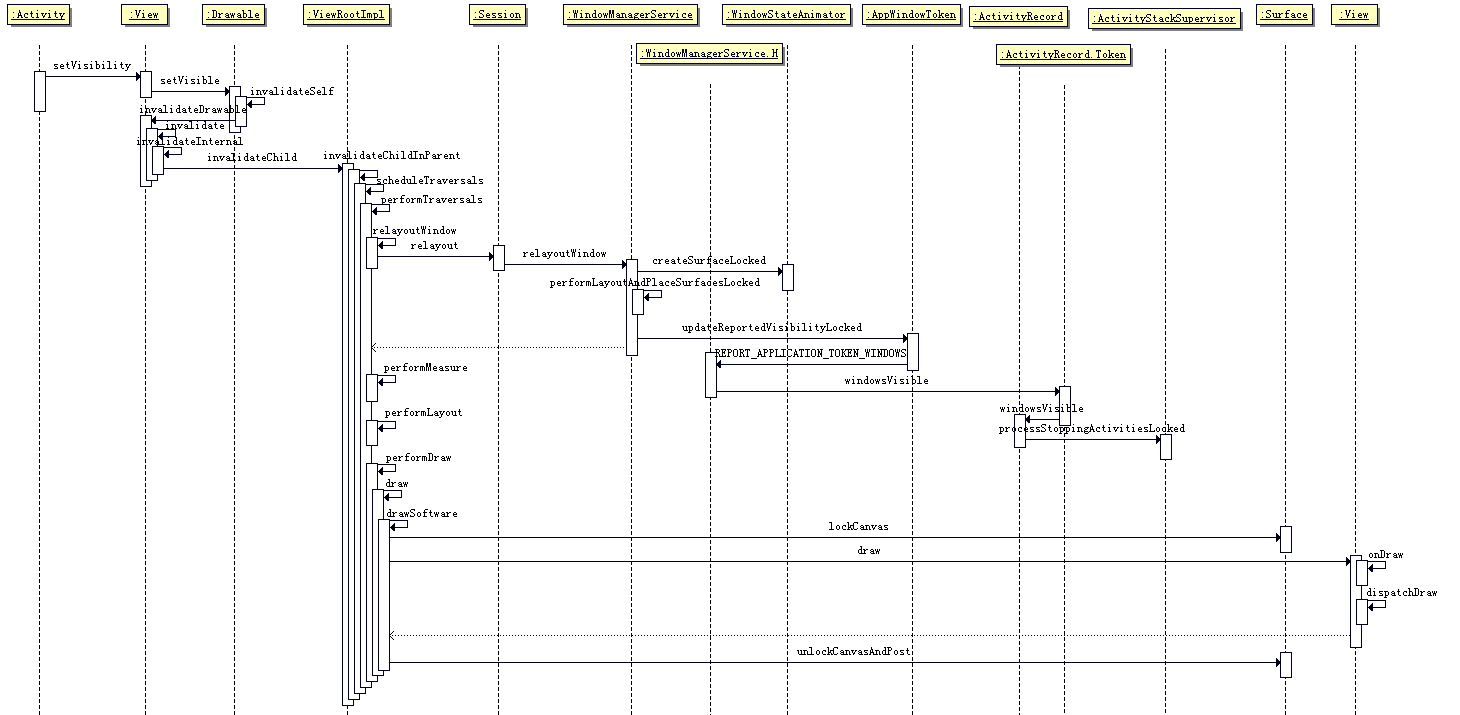 :Activity
:View
:Drawable
:ViewRootImpl
:Session
:WindowManagerService
:WindowStateAnimator
:AppWindowToken
:ActivityRecord
:ActivityStackSupervisor
:Surface
:View
:WindowManagerService.H
:ActivityRecord.Token
setVisibility
setVisible
invalidateSelf
invalidateDrawable
invalidate
invalidateInternal
invalidateChild
invalidateChildInParent
scheduleTraversals
performTraversals
relayoutWindow
relayout
relayoutWindow
createSurfaceLocked
performLayoutAndPlaceSurfacesLocked
updateReportedVisibilityLocked
REPORT_APPLICATION_TOKEN_WINDOWS
performMeasure
windowsVisible
windowsVisible
performLayout
processStoppingActivitiesLocked
performDraw
draw
drawSoftware
lockCanvas
draw
onDraw
dispatchDraw
unlockCanvasAndPost